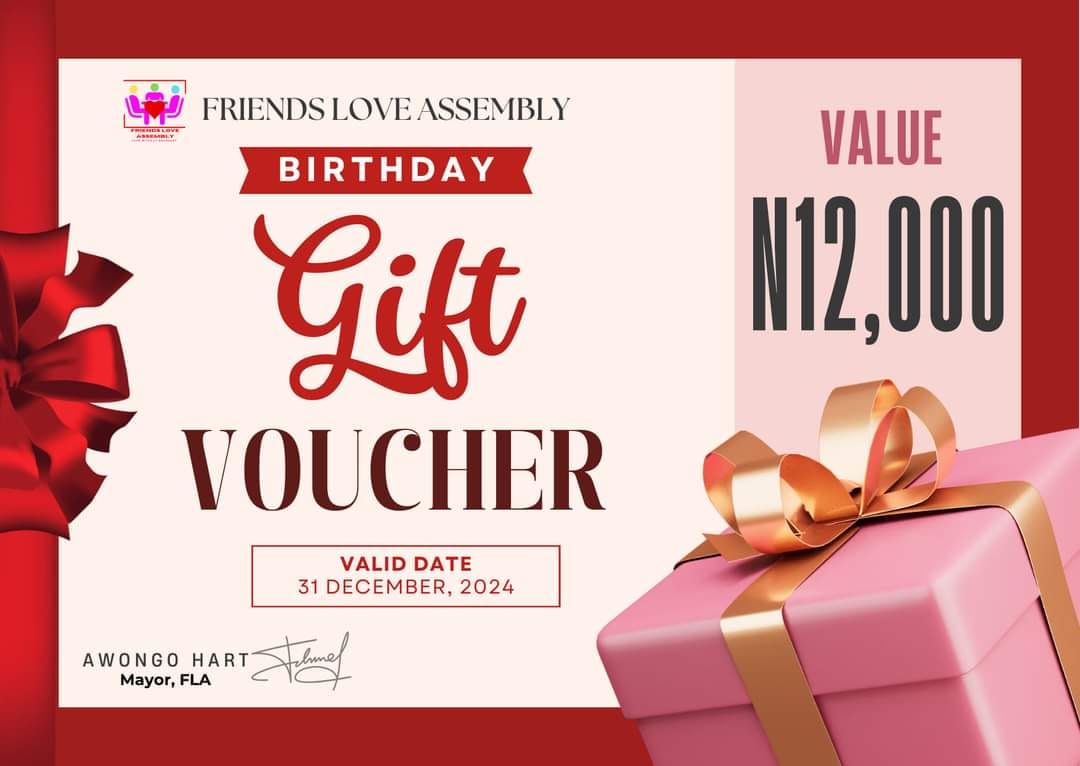 FRIENDS LOVE
ASSEMBLY
FRIENDS LOVE ASSEMBLY
BIRTHDAY
Gift
VOUCHER
VALID DATE
31 DECEMBER, 2024
AWONGO HART
Mayor, FLA
VALUE
N12,000